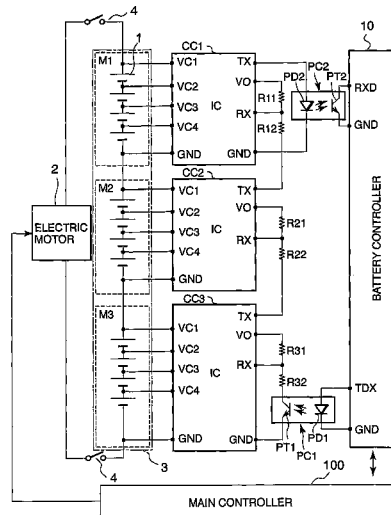 10
4
1
CC1
M1
VC1
VC2
VC3
VC4
GND
IC
TX
VO
RX
GND
R11
R12
PC2
PD2
PT2
RXD
GND
2
ELECTRIC
MOTOR
CC2
M2
VC1
VC2
VC3
VC4
GND
IC
TX
VO
RX
R21
R22
BATTERY CONTROLLER
CC3
M3
VC1
VC2
VC3
VC4
GND
IC
TX
VO
RX
GND
R31
R32
TDX
GND
PT1
PD1
PC1
4
3
100
MAIN CONTROLLER